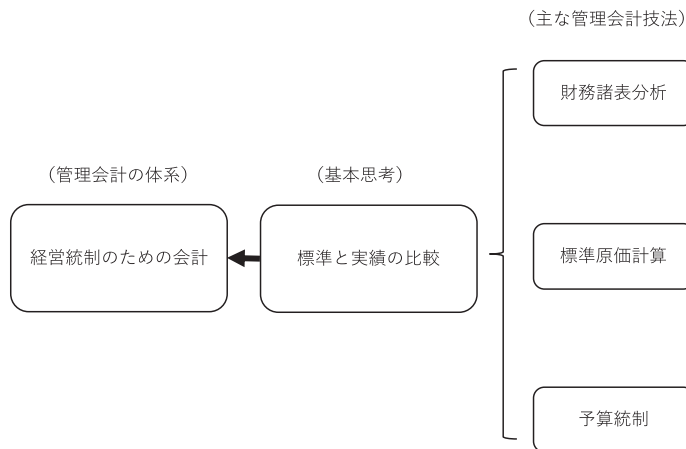 （主な管理会計技法）
財務諸表分析
（管理会計の体系）
（基本思考）
経営統制のための会計
標準と実績の比較
標準原価計算
予算統制